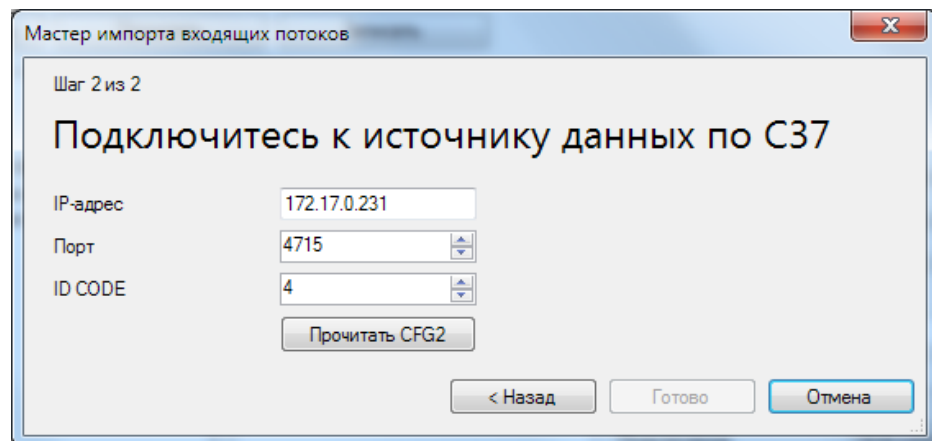 Мастер импорта входящих потоков
Шаг 2 из 2
Подключитесь к источнику данных по C37
IP-адрес 172.17.0.231
Порт 4715
ID CODE 4
Прочитать CFG2
< Назад Готово Отмена